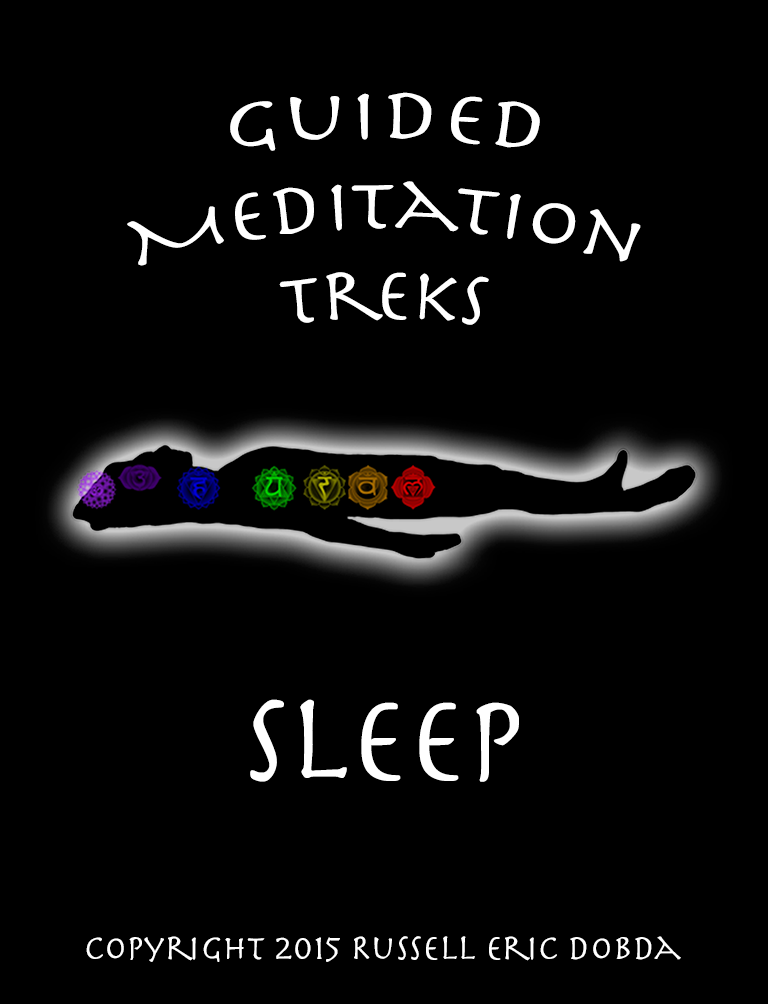 GUIDED
MEDITATION
TREKS
ॐ हं यं रं वं लं
SLEEP
COPYRIGHT 2015 RUSSELL ERIC DOBDA